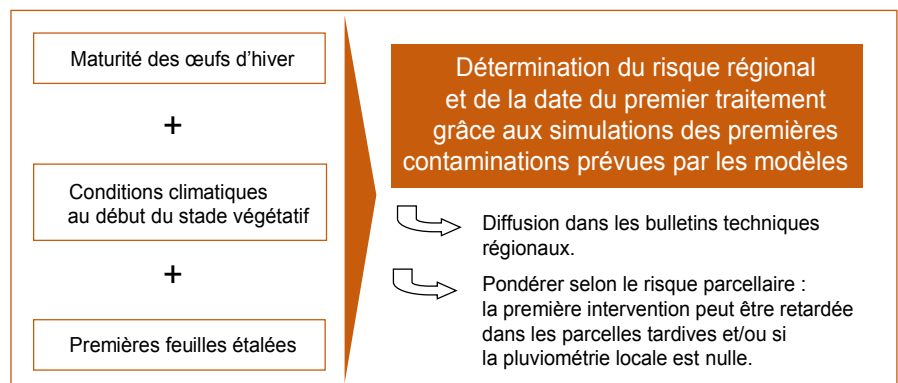 Maturité des œufs d'hiver
+
Conditions climatiques
au début du stade végétatif
+
Premières feuilles étalées
Détermination du risque régional
et de la date du premier traitement
grâce aux simulations des premières
contaminations prévues par les modèles
Diffusion dans les bulletins techniques
régionaux.
Pondérer selon le risque parcellaire :
la première intervention peut être retardée
dans les parcelles tardives et/ou si
la pluviométrie locale est nulle.